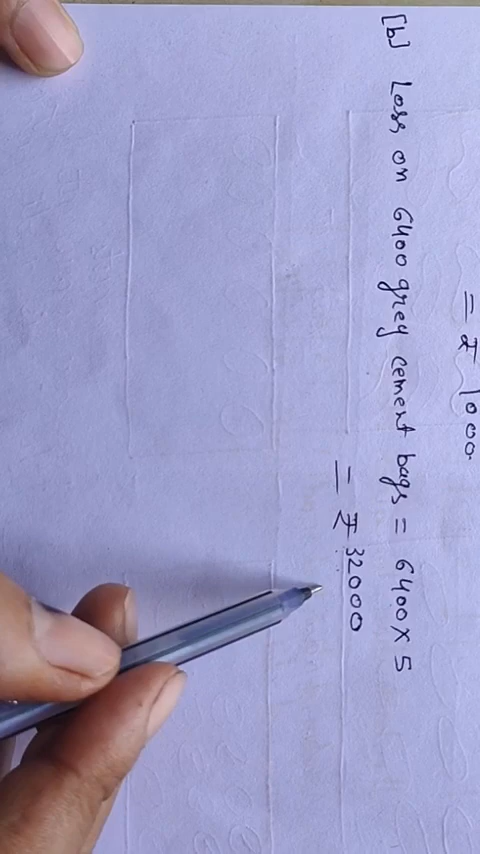 = ₹ 1000.
[b] Loss on 6400 grey cement bags = 6400 × 5
= ₹ 32000